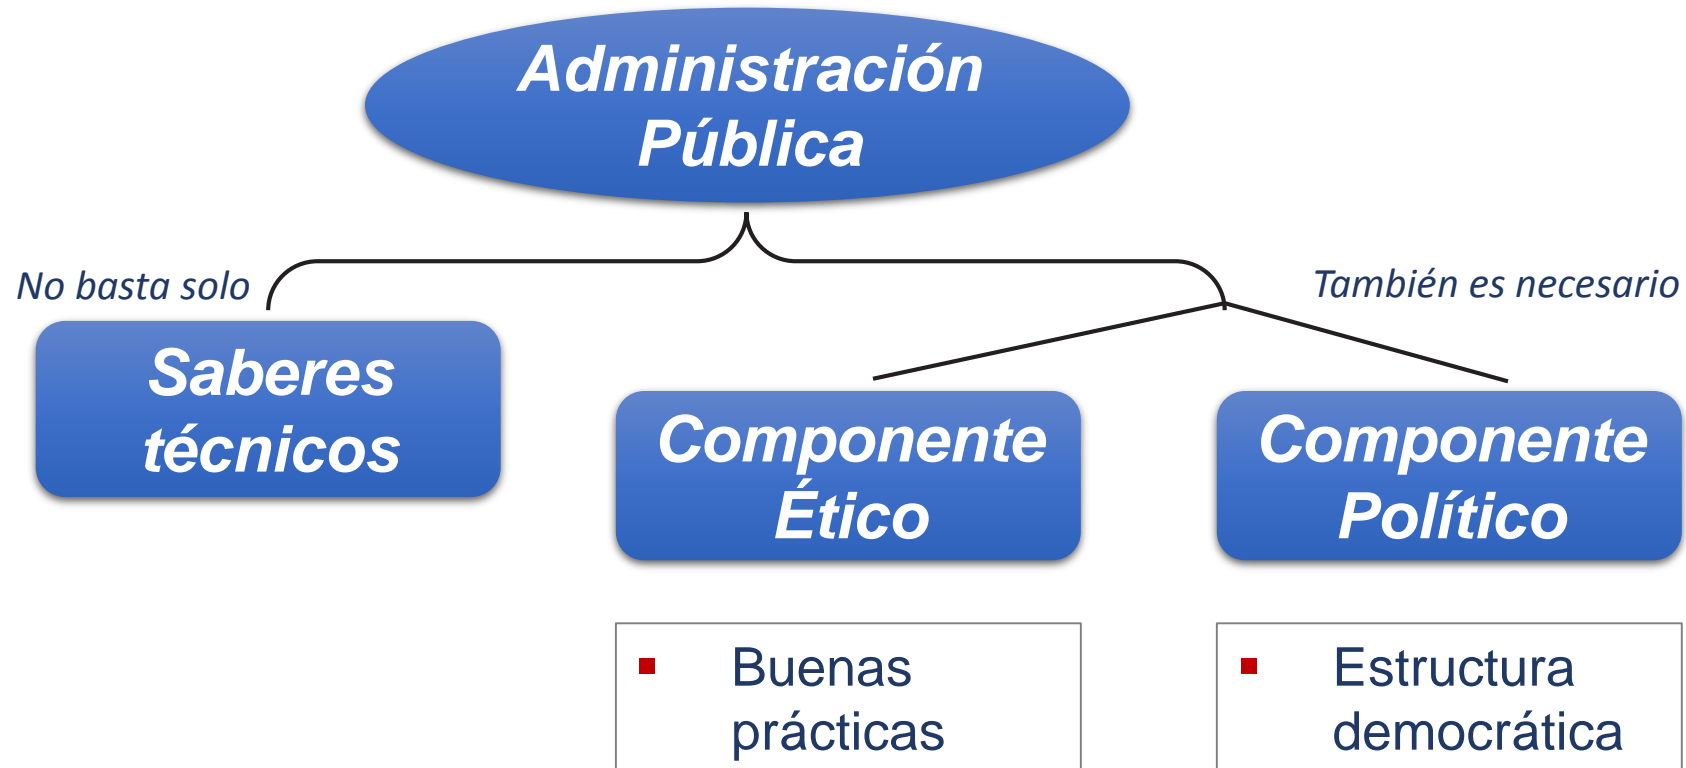 Administración
Pública
No basta solo
También es necesario
Saberes
técnicos
Componente
Ético
Componente
Político
▪ Buenas
prácticas
▪ Estructura
democrática